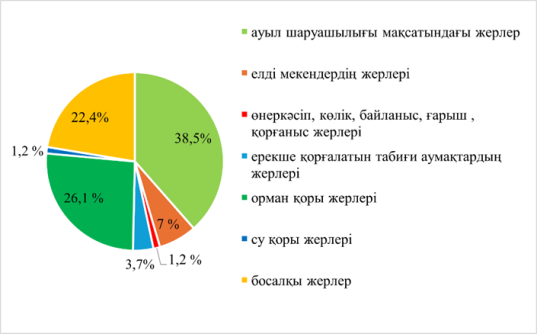 ауыл шаруашылығы мақсатындағы жерлер
елді мекендердің жерлері
өнеркәсіп, көлік, байланыс, ғарыш ,
қорғаныс жерлері
ерекше қорғалатын табиғи аумақтардың
жерлері
орман қоры жерлері
су қоры жерлері
босалқы жерлер
22,4%
38,5%
1,2 %
26,1 %
7 %
3,7%
1,2 %